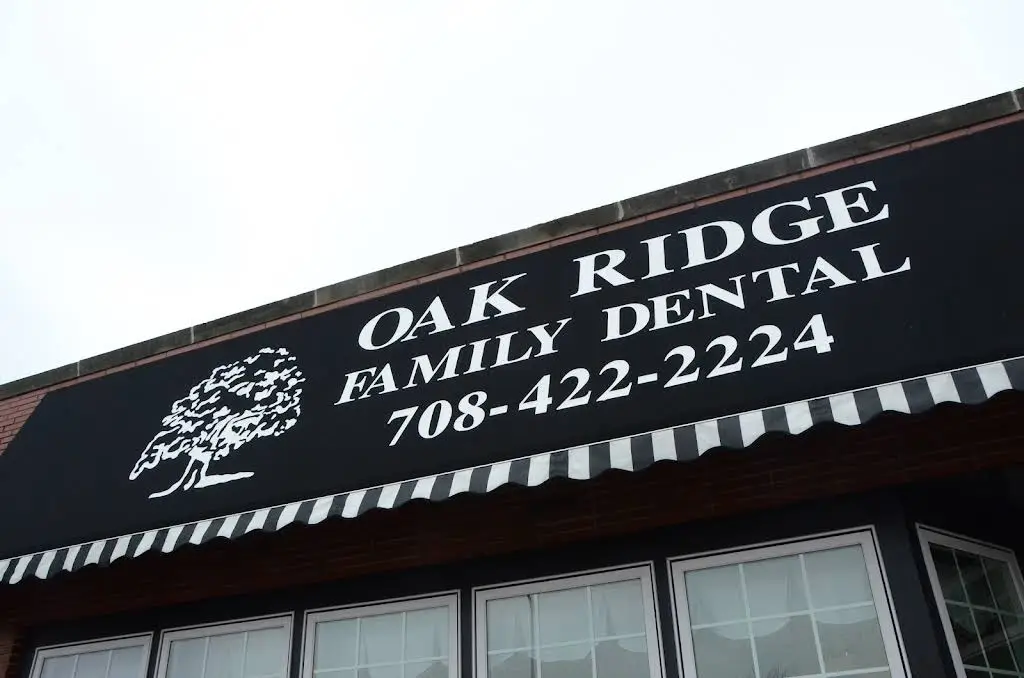 OAK RIDGE
FAMILY DENTAL
708-422-2224